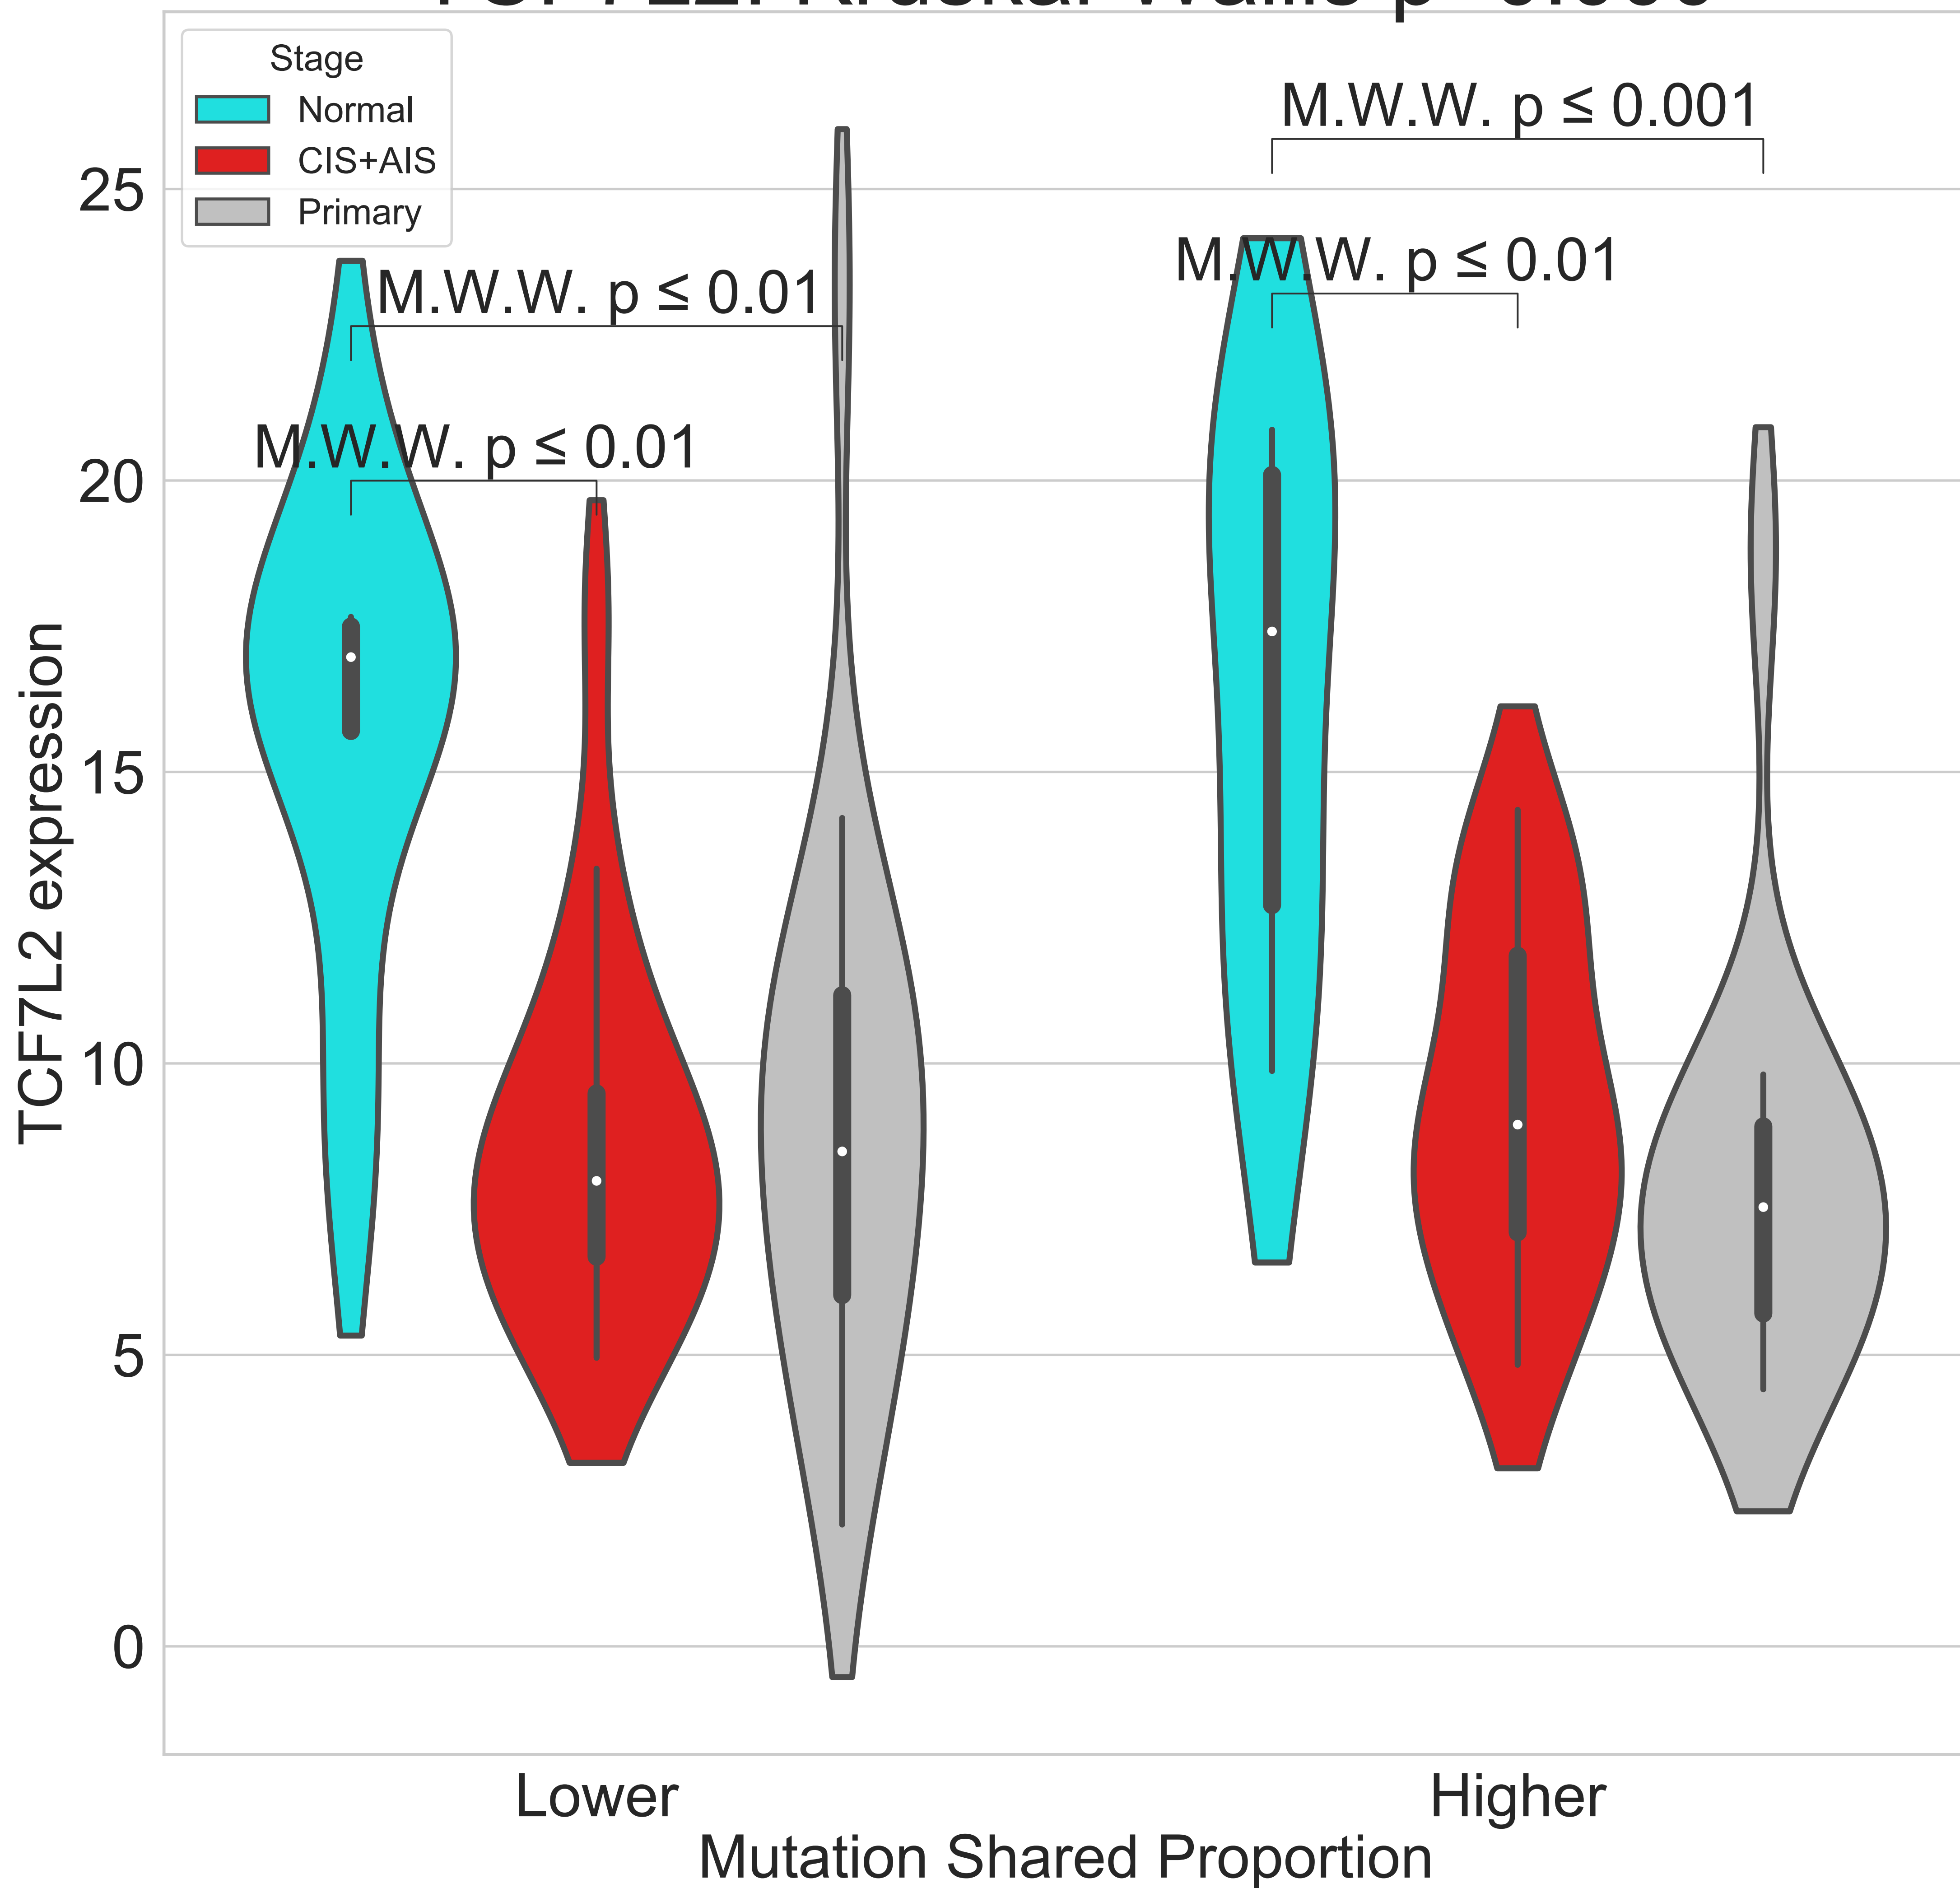 Stage
Normal
CIS+AIS
Primary
M.W.W. p ≤ 0.001
M.W.W. p ≤ 0.01
M.W.W. p ≤ 0.01
M.W.W. p ≤ 0.01
25
20
15
10
5
0
TCF7L2 expression
Lower
Higher
Mutation Shared Proportion